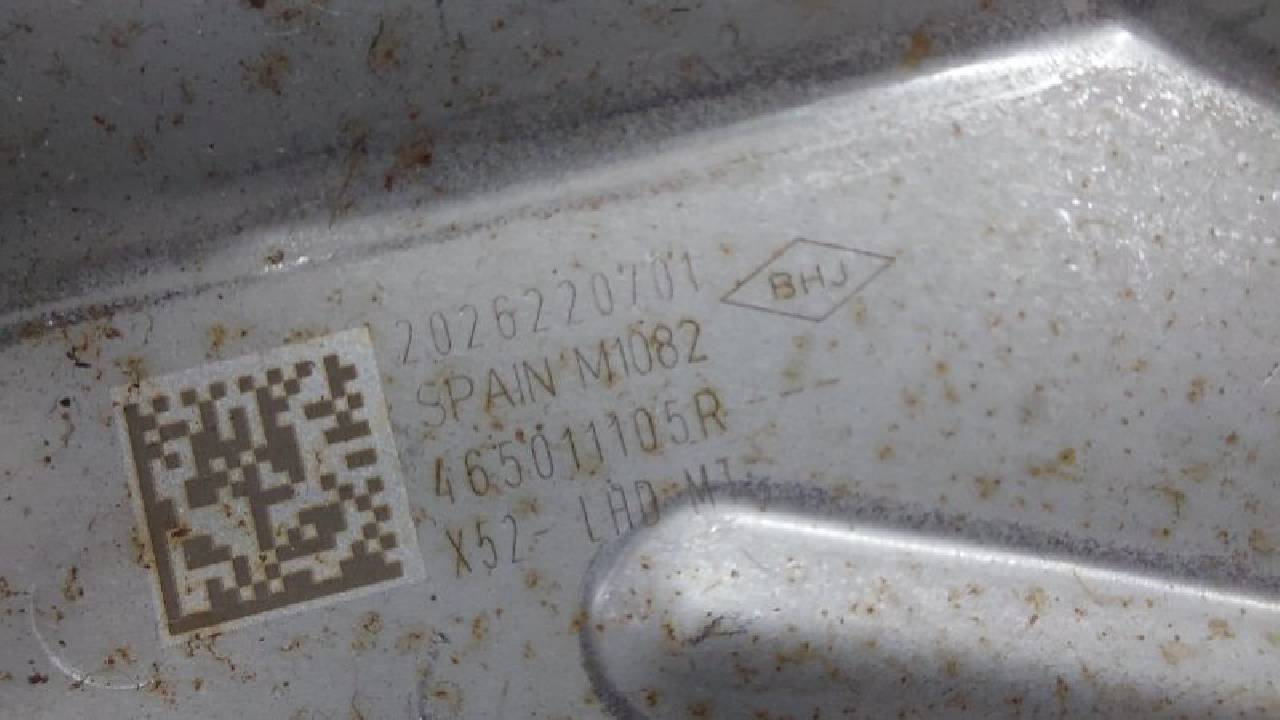 2026220701
BHJ
SPAIN M1082
465011105R
X52- LHD MT